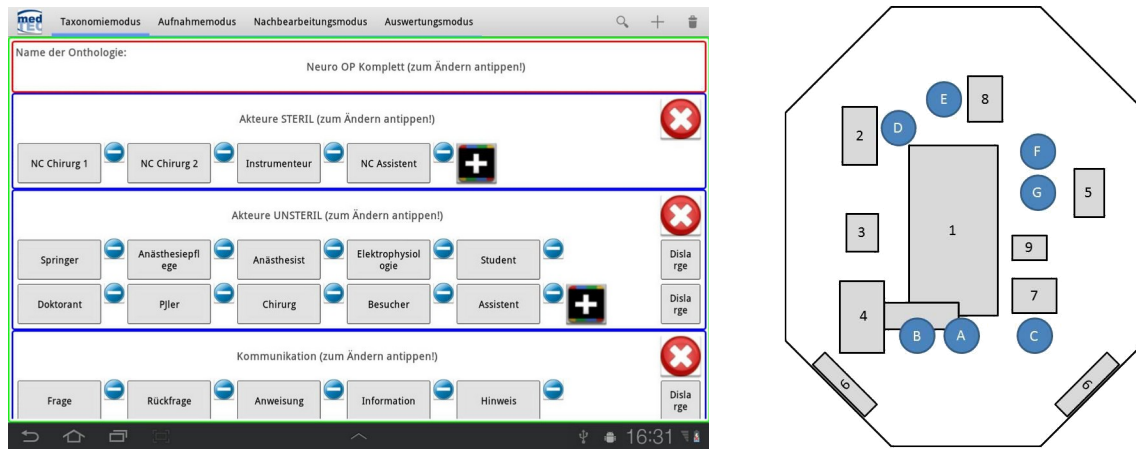 med
TEC
Taxonomiemodus Aufnahmemodus Nachbearbeitungsmodus Auswertungsmodus
Name der Onthologie:
Neuro OP Komplett (zum Ändern antippen!)
Akteure STERIL (zum Ändern antippen!)
NC Chirurg 1 NC Chirurg 2 Instrumenteur NC Assistent
Akteure UNSTERIL (zum Ändern antippen!)
Springer Anästhesiepfl
ege Anästhesist Elektrophysiol
ogie Student Disla
rge
Doktorant PJler Chirurg Besucher Assistent Disla
rge
Kommunikation (zum Ändern antippen!)
Frage Rückfrage Anweisung Information Hinweis Disla
rge
16:31
E 8
2 D
F
G 5
3 1 9
7
4
B A C
6 6